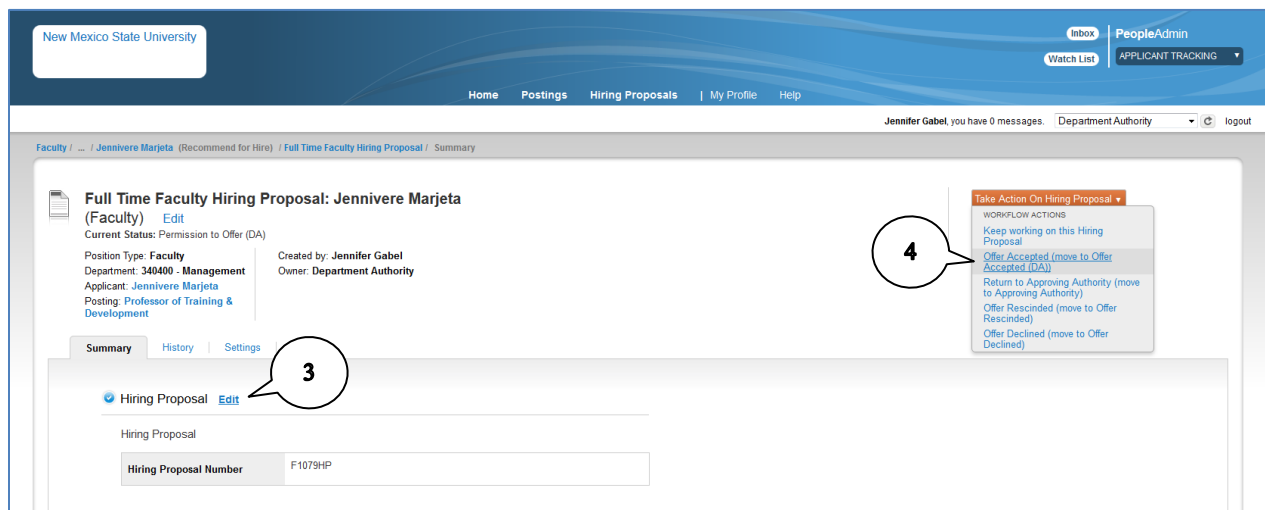 New Mexico State University
Inbox
PeopleAdmin
Watch List
APPLICANT TRACKING
Home Postings Hiring Proposals | My Profile Help
Jennifer Gabel, you have 0 messages. Department Authority logout
Faculty / ... / Jennivere Marjeta (Recommend for Hire) / Full Time Faculty Hiring Proposal / Summary
Full Time Faculty Hiring Proposal: Jennivere Marjeta
(Faculty) Edit
Current Status: Permission to Offer (DA)
Position Type: Faculty
Department: 340400 - Management
Applicant: Jennivere Marjeta
Posting: Professor of Training &
Development
Created by: Jennifer Gabel
Owner: Department Authority
4
Take Action On Hiring Proposal
WORKFLOW ACTIONS
Keep working on this Hiring
Proposal
Offer Accepted (move to Offer
Accepted (DA))
Return to Approving Authority (move
to Approving Authority)
Offer Rescinded (move to Offer
Rescinded)
Offer Declined (move to Offer
Declined)
Summary History Settings
3
Hiring Proposal Edit
Hiring Proposal
Hiring Proposal Number F1079HP